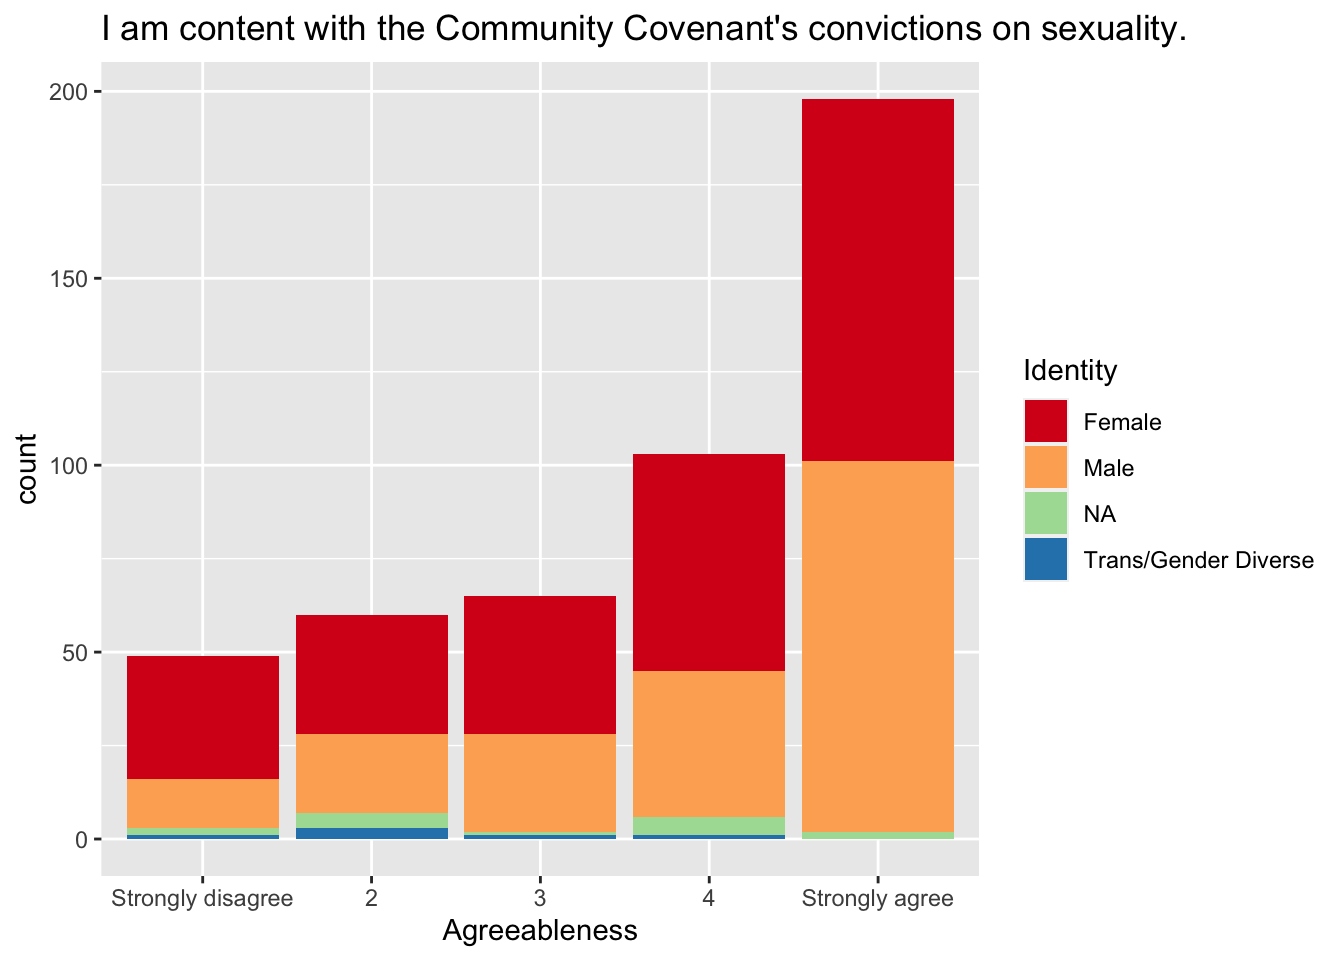 I am content with the Community Covenant's convictions on sexuality.
200
150
100
50
0
count
Strongly disagree 2 3 4 Strongly agree
Agreeableness
Identity
Female
Male
NA
Trans/Gender Diverse